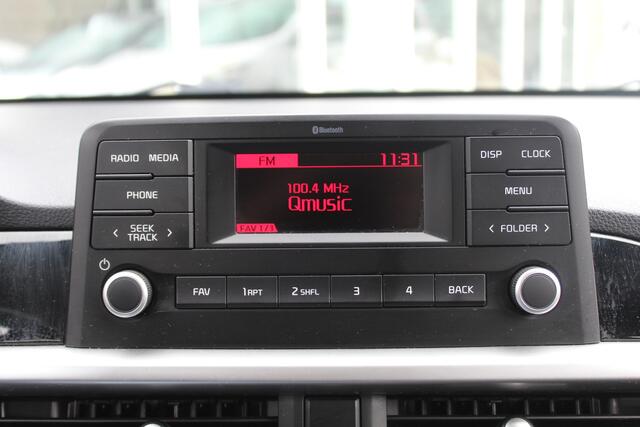 Bluetooth
RADIO MEDIA
PHONE
< SEEK TRACK >
FM 11:31
100.4 MHz
Qmusic
FAV 1/1
DISP CLOCK
MENU
< FOLDER >
FAV 1 RPT 2 SHFL 3 4 BACK